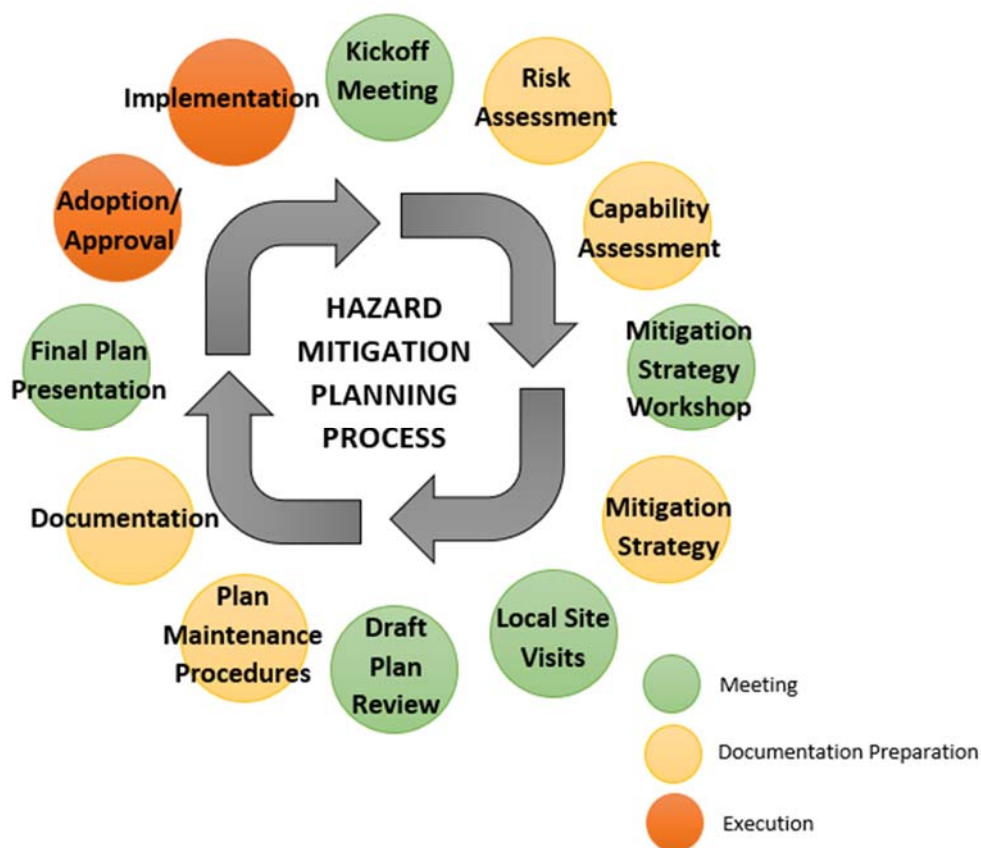 Kickoff
Meeting
Risk
Assessment
Capability
Assessment
Mitigation
Strategy
Workshop
Mitigation
Strategy
Local Site
Visits
Draft
Plan
Review
Plan
Maintenance
Procedures
Documentation
Final Plan
Presentation
Adoption/
Approval
Implementation
HAZARD
MITIGATION
PLANNING
PROCESS
Meeting
Documentation Preparation
Execution